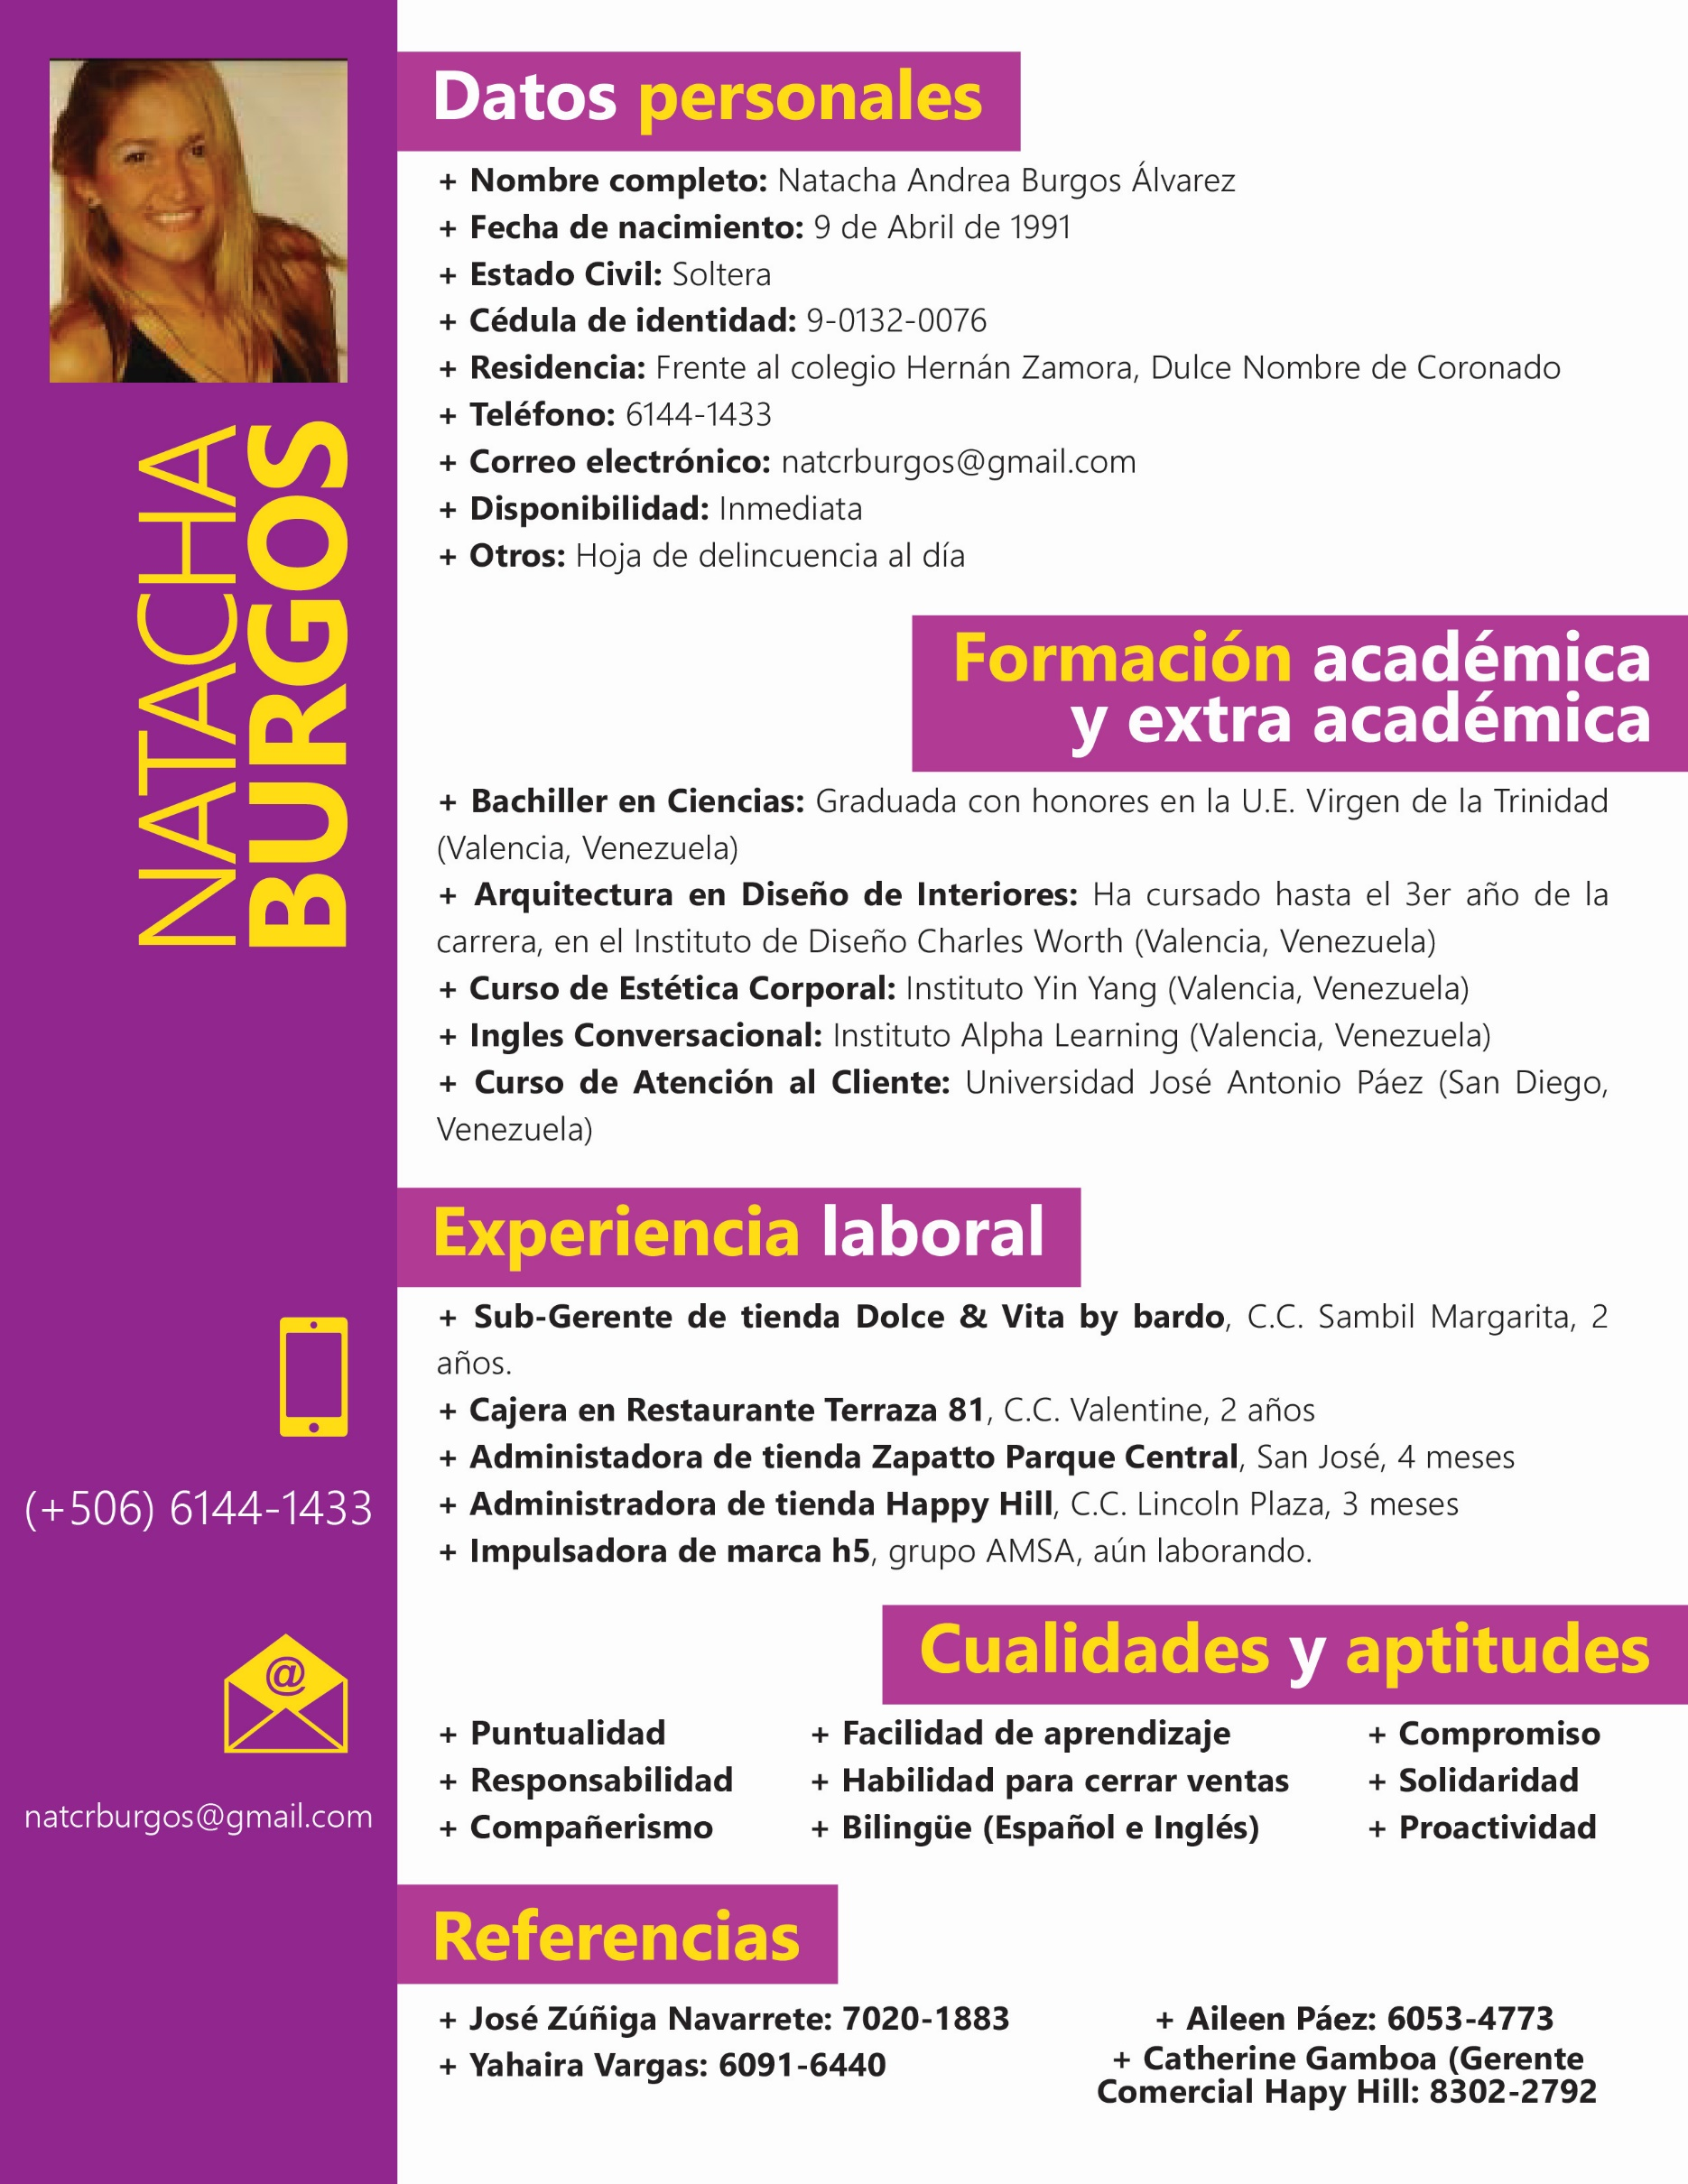 NATACHA
BURGOS
(+506) 6144-1433
@
natcrburgos@gmail.com
Datos personales
+ Nombre completo: Natacha Andrea Burgos Álvarez
+ Fecha de nacimiento: 9 de Abril de 1991
+ Estado Civil: Soltera
+ Cédula de identidad: 9-0132-0076
+ Residencia: Frente al colegio Hernán Zamora, Dulce Nombre de Coronado
+ Teléfono: 6144-1433
+ Correo electrónico: natcrburgos@gmail.com
+ Disponibilidad: Inmediata
+ Otros: Hoja de delincuencia al día
Formación académica
y extra académica
+ Bachiller en Ciencias: Graduada con honores en la U.E. Virgen de la Trinidad
(Valencia, Venezuela)
+ Arquitectura en Diseño de Interiores: Ha cursado hasta el 3er año de la
carrera, en el Instituto de Diseño Charles Worth (Valencia, Venezuela)
+ Curso de Estética Corporal: Instituto Yin Yang (Valencia, Venezuela)
+ Ingles Conversacional: Instituto Alpha Learning (Valencia, Venezuela)
+ Curso de Atención al Cliente: Universidad José Antonio Páez (San Diego,
Venezuela)
Experiencia laboral
+ Sub-Gerente de tienda Dolce & Vita by bardo, C.C. Sambil Margarita, 2
años.
+ Cajera en Restaurante Terraza 81, C.C. Valentine, 2 años
+ Administadora de tienda Zapatto Parque Central, San José, 4 meses
+ Administradora de tienda Happy Hill, C.C. Lincoln Plaza, 3 meses
+ Impulsadora de marca h5, grupo AMSA, aún laborando.
Cualidades y aptitudes
+ Puntualidad
+ Responsabilidad
+ Compañerismo
+ Facilidad de aprendizaje
+ Habilidad para cerrar ventas
+ Bilingüe (Español e Inglés)
+ Compromiso
+ Solidaridad
+ Proactividad
Referencias
+ José Zúñiga Navarrete: 7020-1883
+ Yahaira Vargas: 6091-6440
+ Aileen Páez: 6053-4773
+ Catherine Gamboa (Gerente
Comercial Hapy Hill: 8302-2792